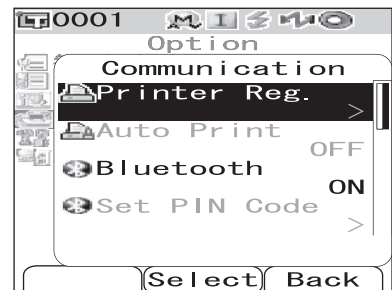 0001 M I
Option
Communication
Printer Reg.
>
Auto Print
OFF
Bluetooth
ON
Set PIN Code
>
Select Back